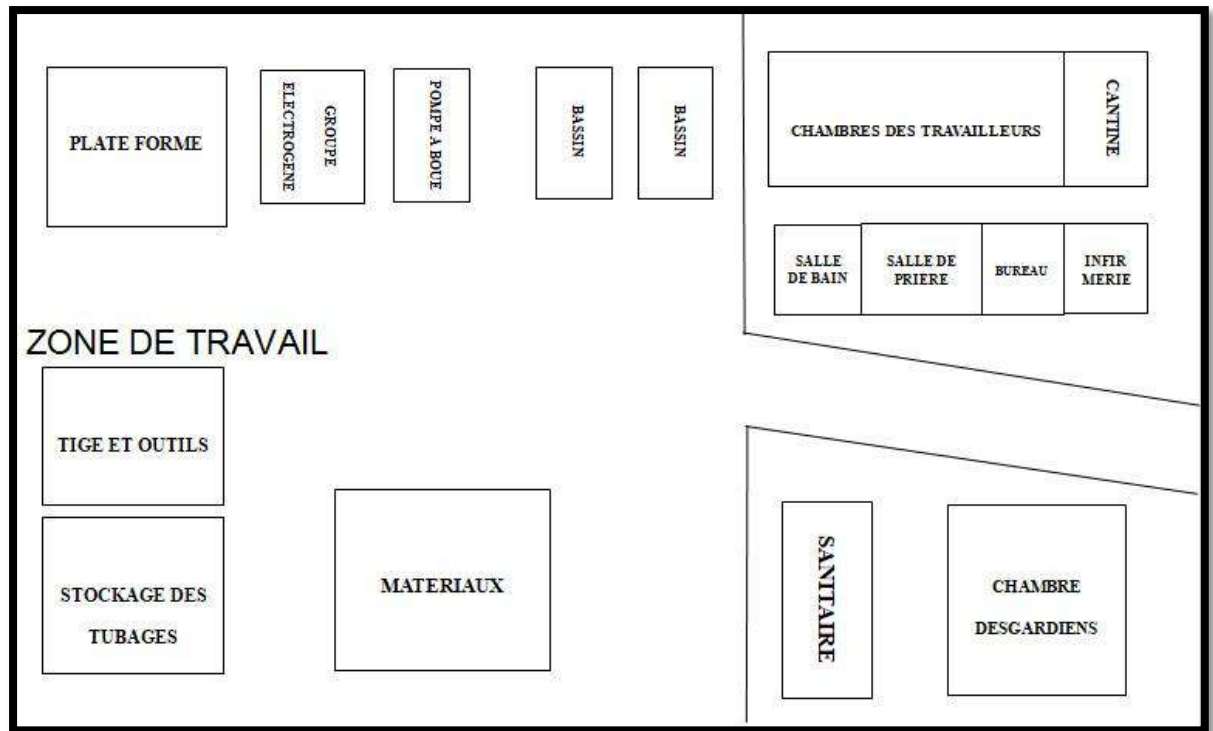 PLATE FORME
GROUPE
ELECTROGENE
POMPE A BOUE
BASSIN
BASSIN
CHAMBRES DES TRAVAILLEURS
CANTINE
SALLE
DE BAIN
SALLE DE
PRIERE
BUREAU
INFIR
MERIE
ZONE DE TRAVAIL
TIGE ET OUTILS
STOCKAGE DES
TUBAGES
MATERIAUX
SANITAIRE
CHAMBRE
DESGARDIENS